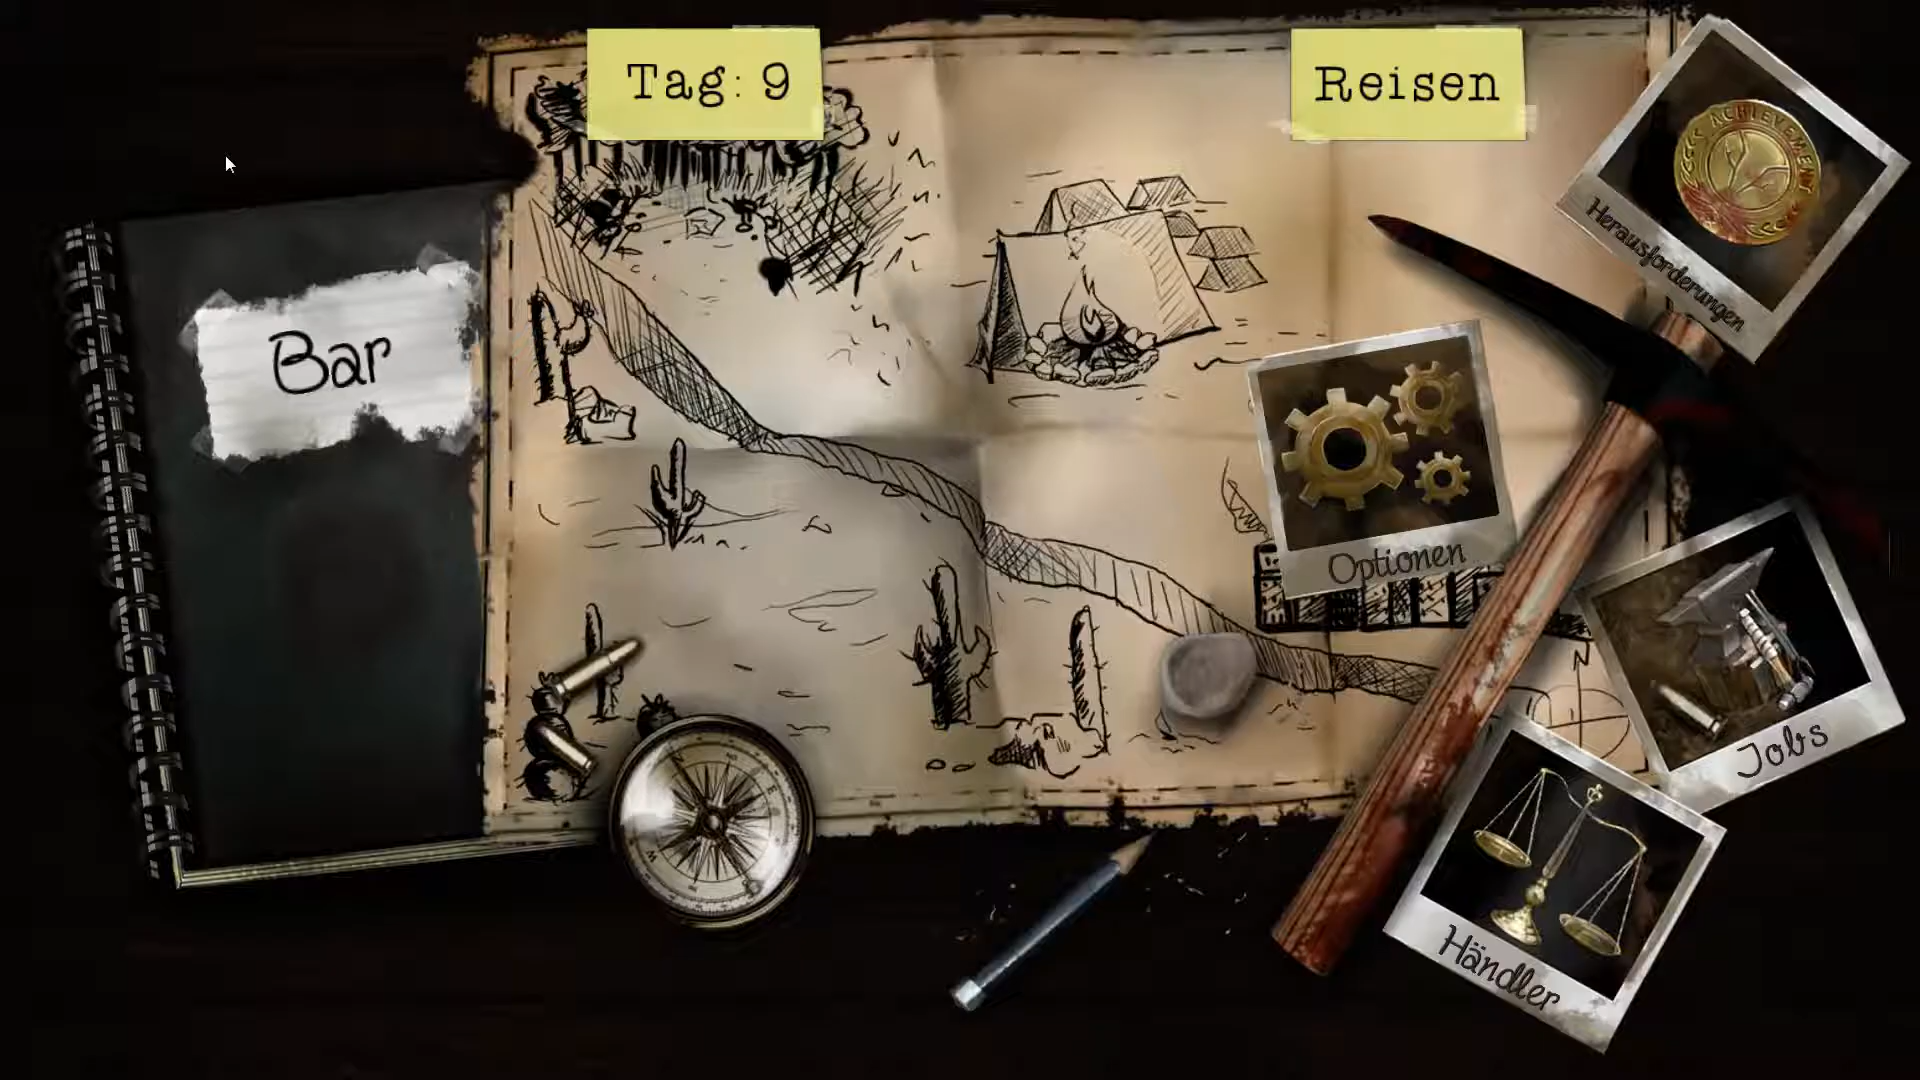 Tag: 9
Reisen
ACHIEVEMENT
Herausforderungen
Bar
Optionen
Jobs
Händler